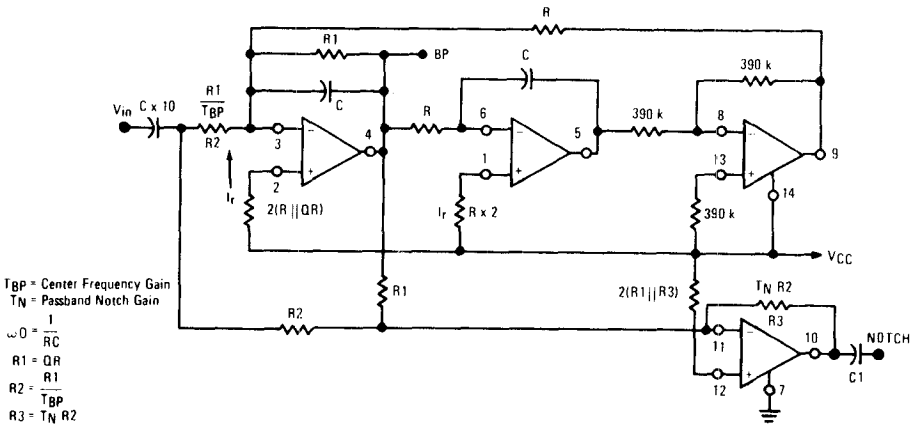 R
R1
BP
C
390 k
C
R1
TBP
R2
Vin
C x 10
3
4
R
6
5
390 k
8
9
−
+
−
+
−
+
2
1
13
14
Ir
2(R || QR)
Ir
R x 2
390 k
VCC
TBP = Center Frequency Gain
TN = Passband Notch Gain
ω0 = 1
RC
R1 = QR
R2 = R1
TBP
R3 = TN R2
R1
2(R1 || R3)
TN R2
R3
R2
11
10
NOTCH
−
+
12
7
C1